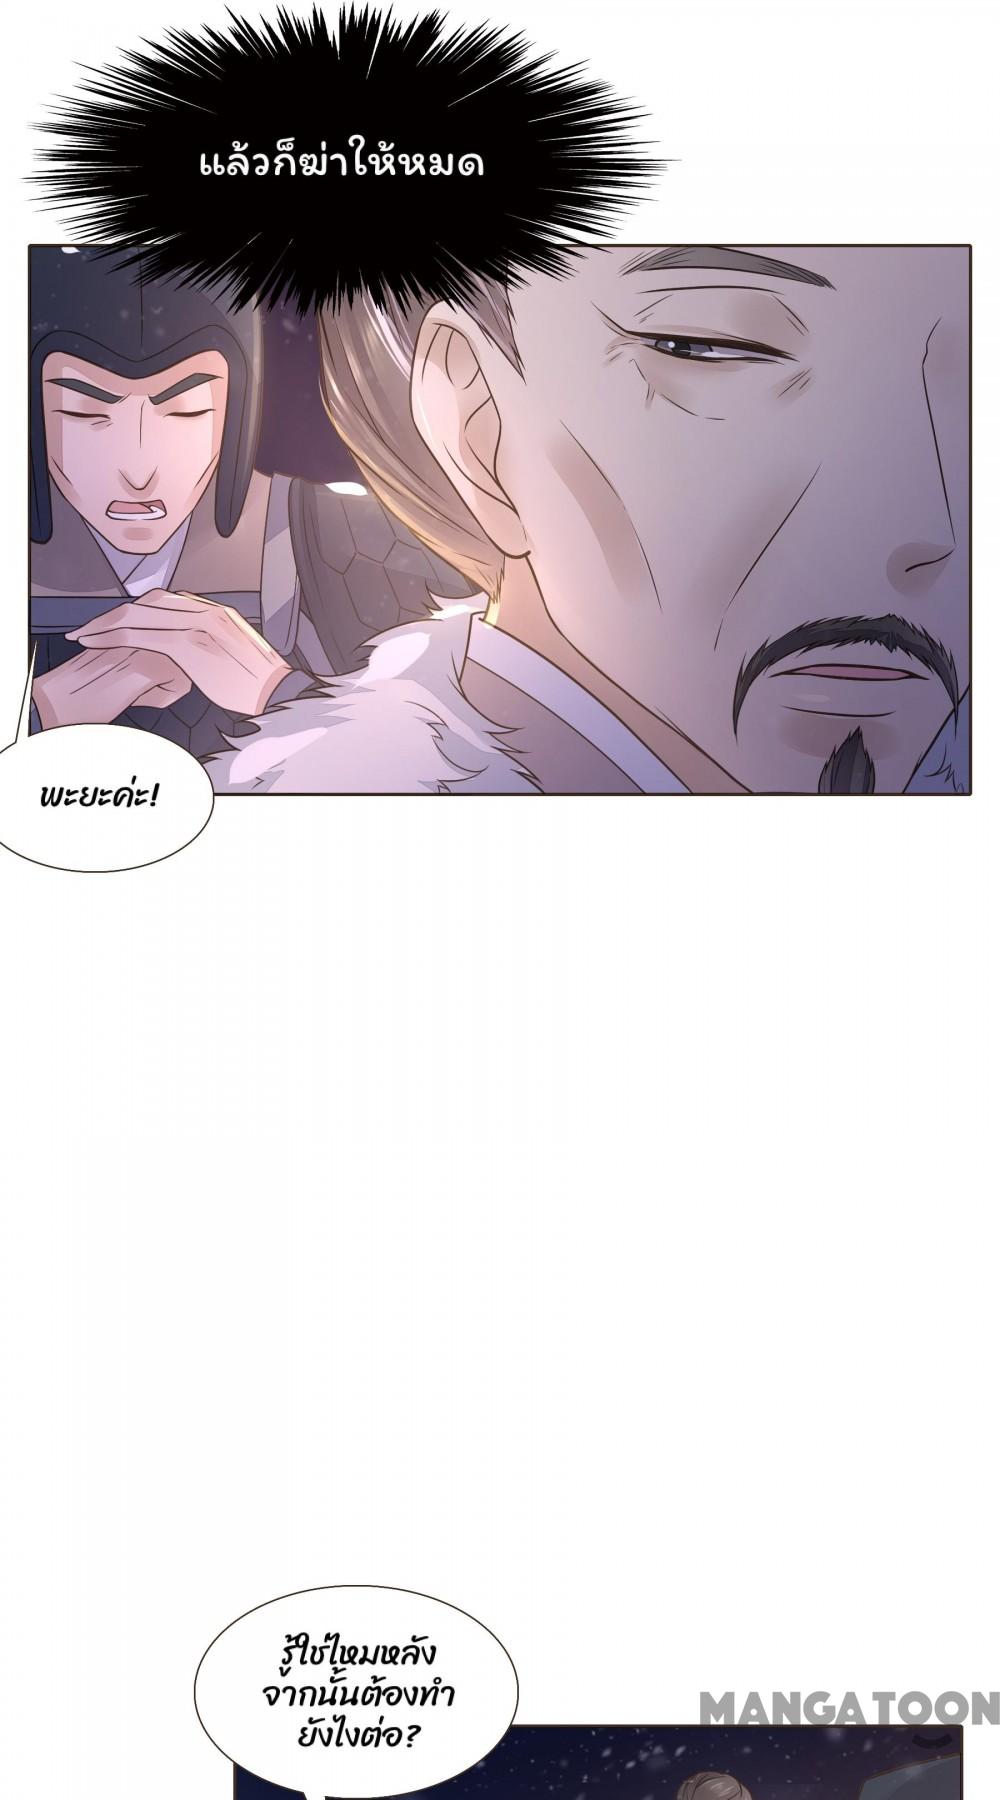 แล้วก็ฆ่าให้หมด
พะยะค่ะ!
รู้ใช่ไหมหลัง
จากนั้นต้องทำ
ยังไงต่อ?
MANGATOON